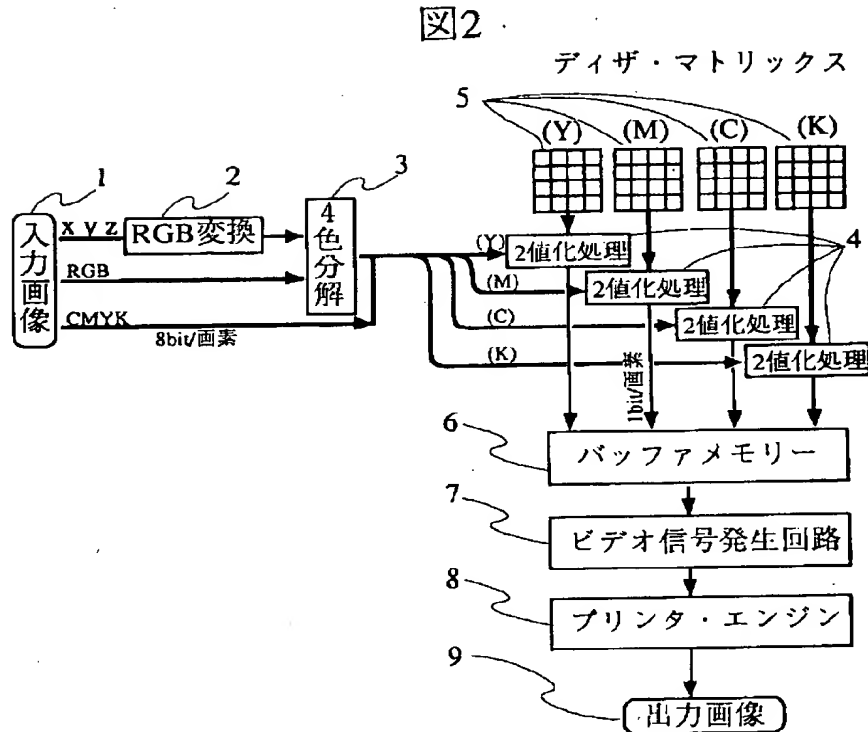 図2
ディザ・マトリックス
5
(Y) (M) (C) (K)
1
2
3
入力画像
x y z
RGB変換
4色分解
RGB
CMYK
8bit/画素
(Y)
2値化処理
4
(M)
2値化処理
(C)
2値化処理
(K)
2値化処理
1bit/画素
6
バッファメモリー
7
ビデオ信号発生回路
8
プリンタ・エンジン
9
出力画像